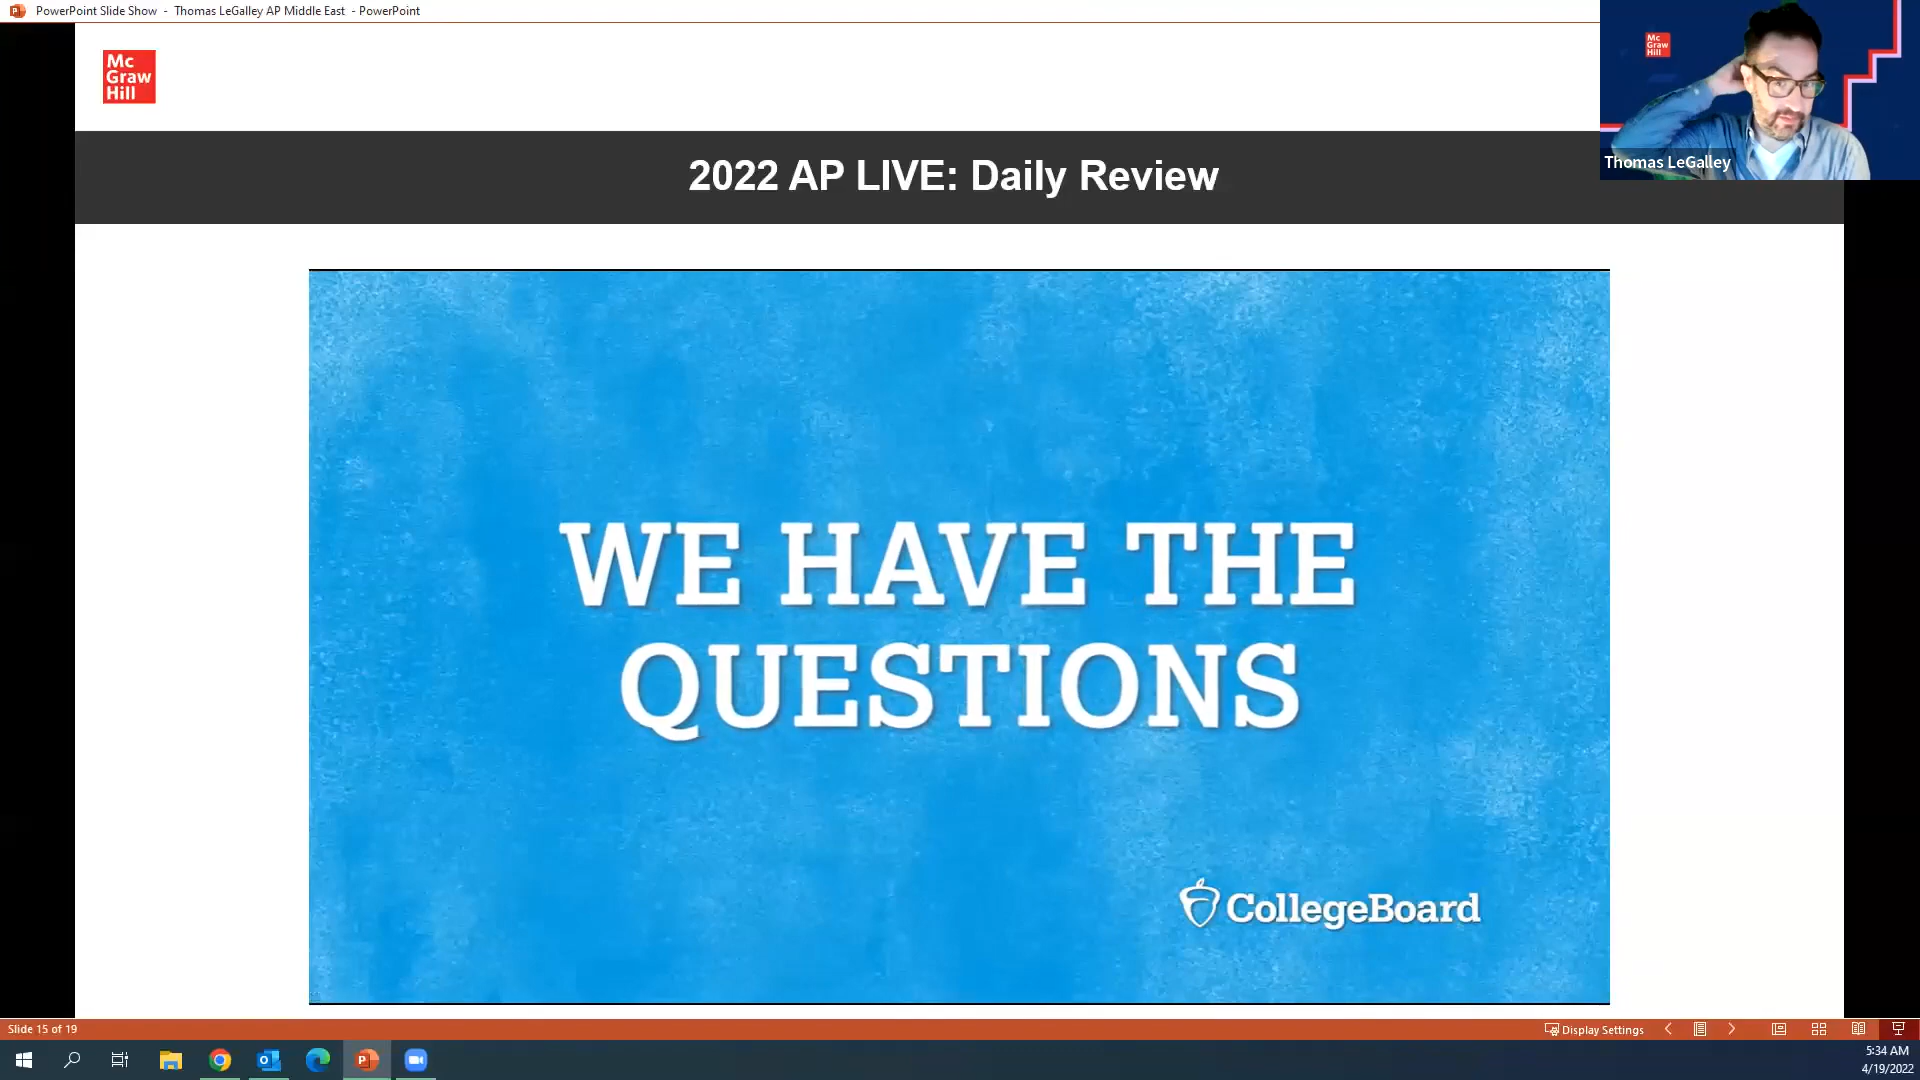 PowerPoint Slide Show - Thomas LeGalley AP Middle East - PowerPoint
Mc
Graw
Hill
Mc
Graw
Hill
Thomas LeGalley
2022 AP LIVE: Daily Review
WE HAVE THE
QUESTIONS
CollegeBoard
Slide 15 of 19
Display Settings
5:34 AM
4/19/2022